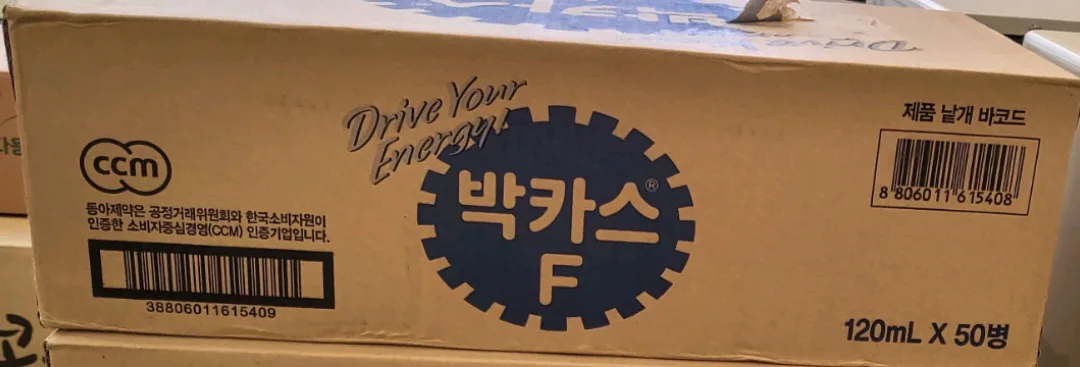 Drive Your
Energy!
박카스®
F
ccm
동아제약은 공정거래위원회와 한국소비자원이
인증한 소비자중심경영(CCM) 인증기업입니다.
38806011615409
제품 낱개 바코드
8 806011 615408
120mL X 50병